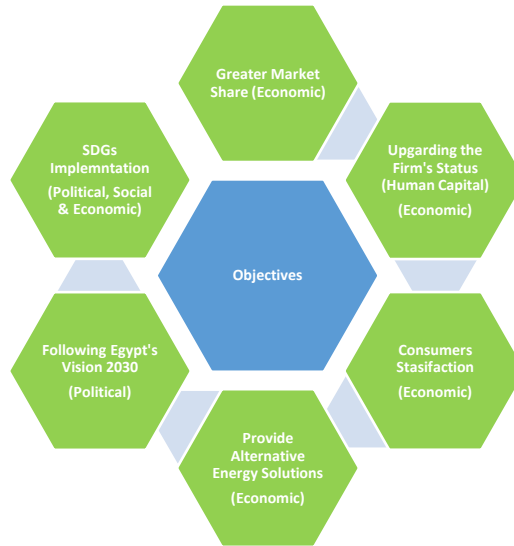 Greater Market
Share (Economic)
Upgarding the
Firm's Status
(Human Capital)
(Economic)
Consumers
Stasifaction
(Economic)
Provide
Alternative
Energy Solutions
(Economic)
Following Egypt's
Vision 2030
(Political)
SDGs
Implemntation
(Political, Social
& Economic)
Objectives